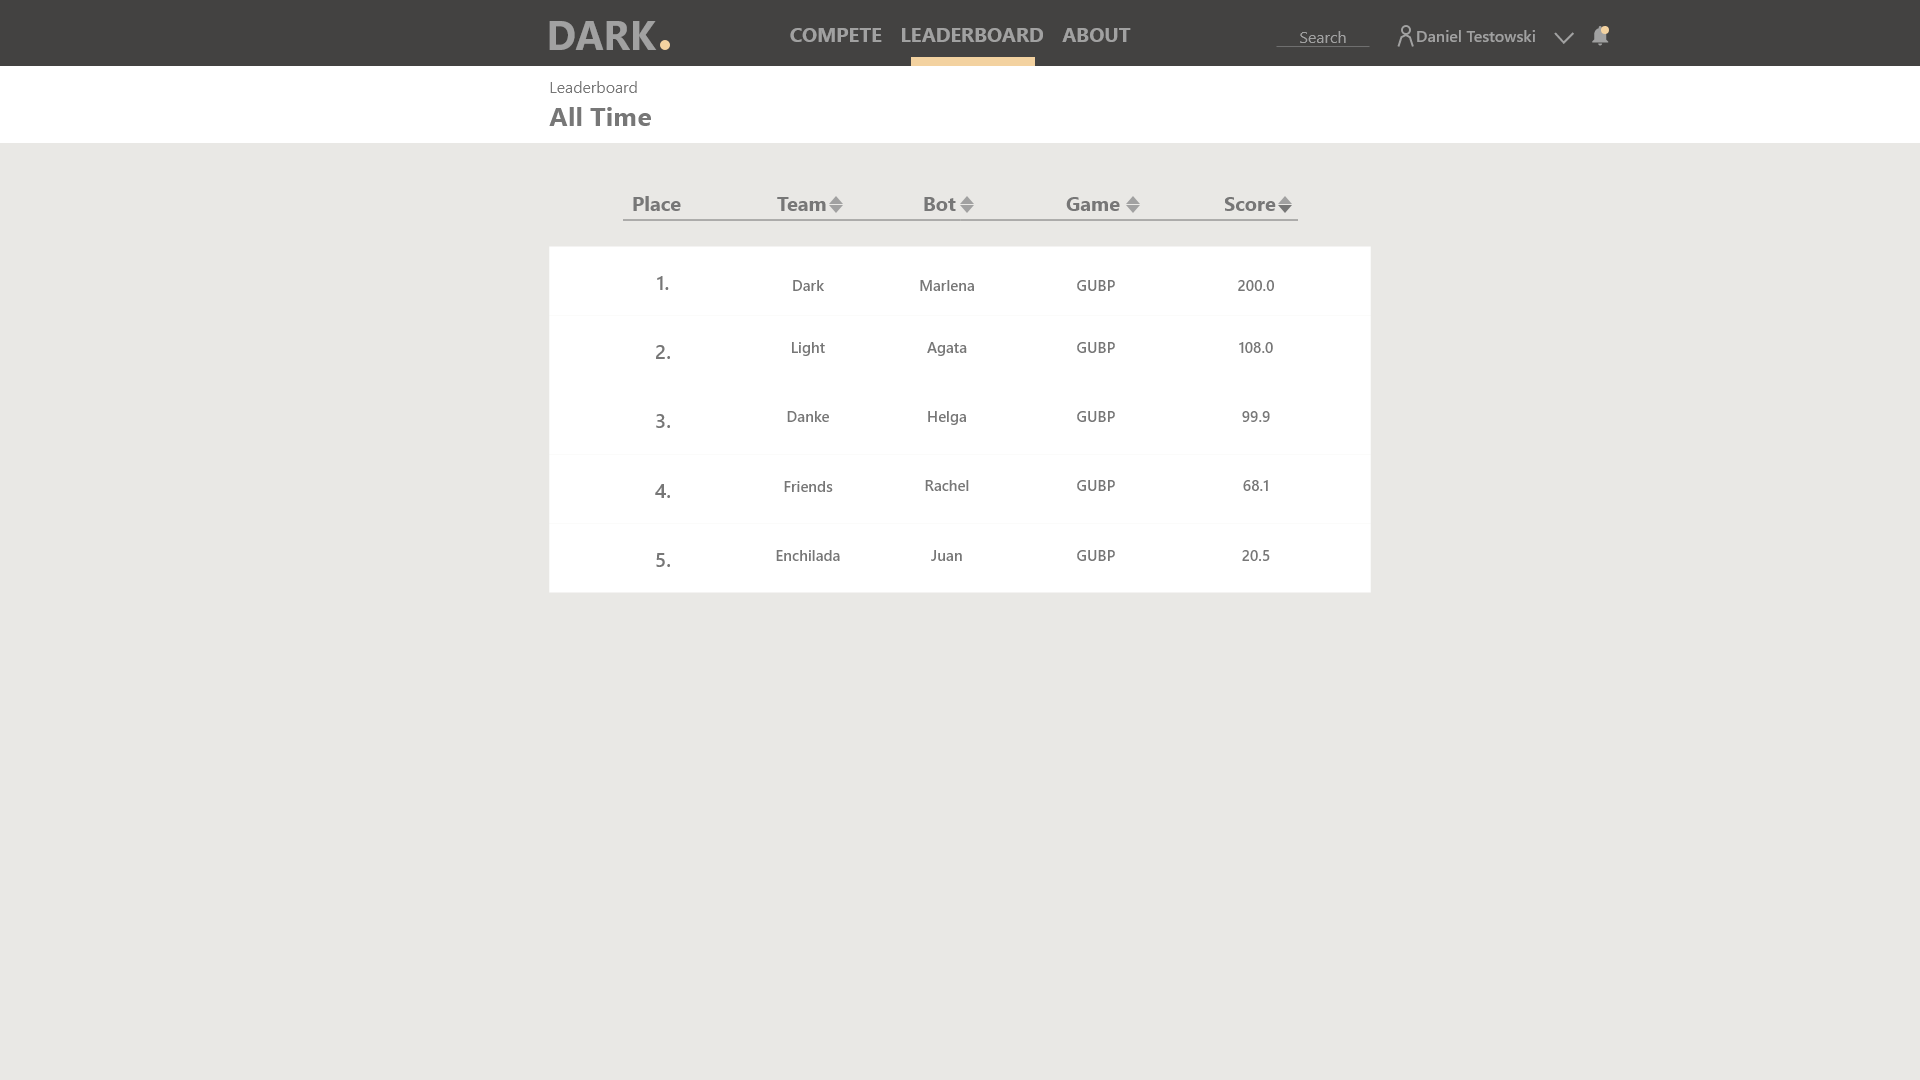 DARK. COMPETE LEADERBOARD ABOUT Search Daniel Testowski
Leaderboard
All Time
Place Team Bot Game Score
1. Dark Marlena GUBP 200.0
2. Light Agata GUBP 108.0
3. Danke Helga GUBP 99.9
4. Friends Rachel GUBP 68.1
5. Enchilada Juan GUBP 20.5